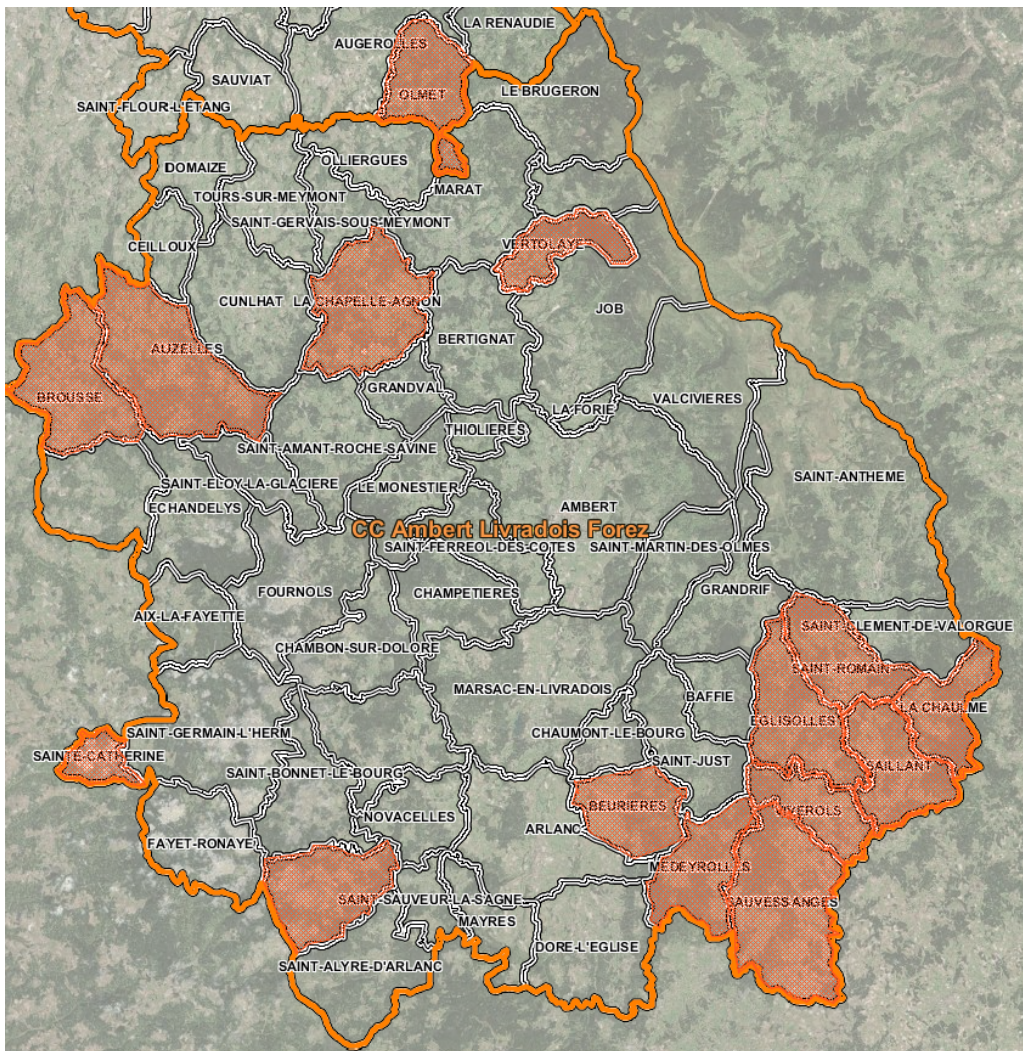 LA RENAUDIE
AUGEROLLES
SAUVIAT
LE BRUGERON
OLMET
SAINT-FLOUR-L'ÉTANG
OLLIERGUES
DOMAIZE
MARAT
TOURS-SUR-MEYMONT
SAINT-GERVAIS-SOUS-MEYMONT
VERTOLAYE
CEILLOUX
CUNLHAT
LA CHAPELLE-AGNON
JOB
BERTIGNAT
AUZELLES
GRANDVAL
BROUSSE
VALCIVIERES
LA FORIE
THIOLIERES
SAINT-AMANT-ROCHE-SAVINE
SAINT-ANTHEME
SAINT-ELOY-LA-GLACIERE
LE MONESTIER
ECHANDELYS
AMBERT
CC Ambert Livradois Forez
SAINT-FERREOL-DES-COTES
SAINT-MARTIN-DES-OLMES
FOURNOLS
CHAMPETIERES
GRANDRIF
AIX-LA-FAYETTE
SAINT-CLEMENT-DE-VALORGUE
CHAMBON-SUR-DOLORE
SAINT-ROMAIN
MARSAC-EN-LIVRADOIS
BAFFIE
LA CHAULME
EGLISOLLES
SAINT-GERMAIN-L'HERM
CHAUMONT-LE-BOURG
SAINTE-CATHERINE
SAINT-JUST
SAILLANT
SAINT-BONNET-LE-BOURG
BEURIERES
VIVEROLS
NOVACELLES
ARLANC
FAYET-RONAYE
MEDEYROLLES
SAINT-SAUVEUR-LA-SAGNE
SAUVESSANGES
MAYRES
DORE-L'EGLISE
SAINT-ALYRE-D'ARLANC